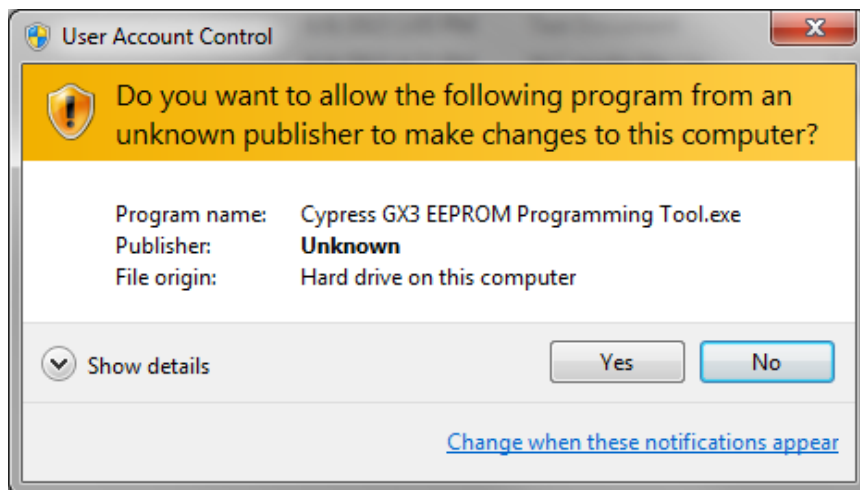 User Account Control
Do you want to allow the following program from an
unknown publisher to make changes to this computer?
Program name: Cypress GX3 EEPROM Programming Tool.exe
Publisher: Unknown
File origin: Hard drive on this computer
Show details
Yes
No
Change when these notifications appear